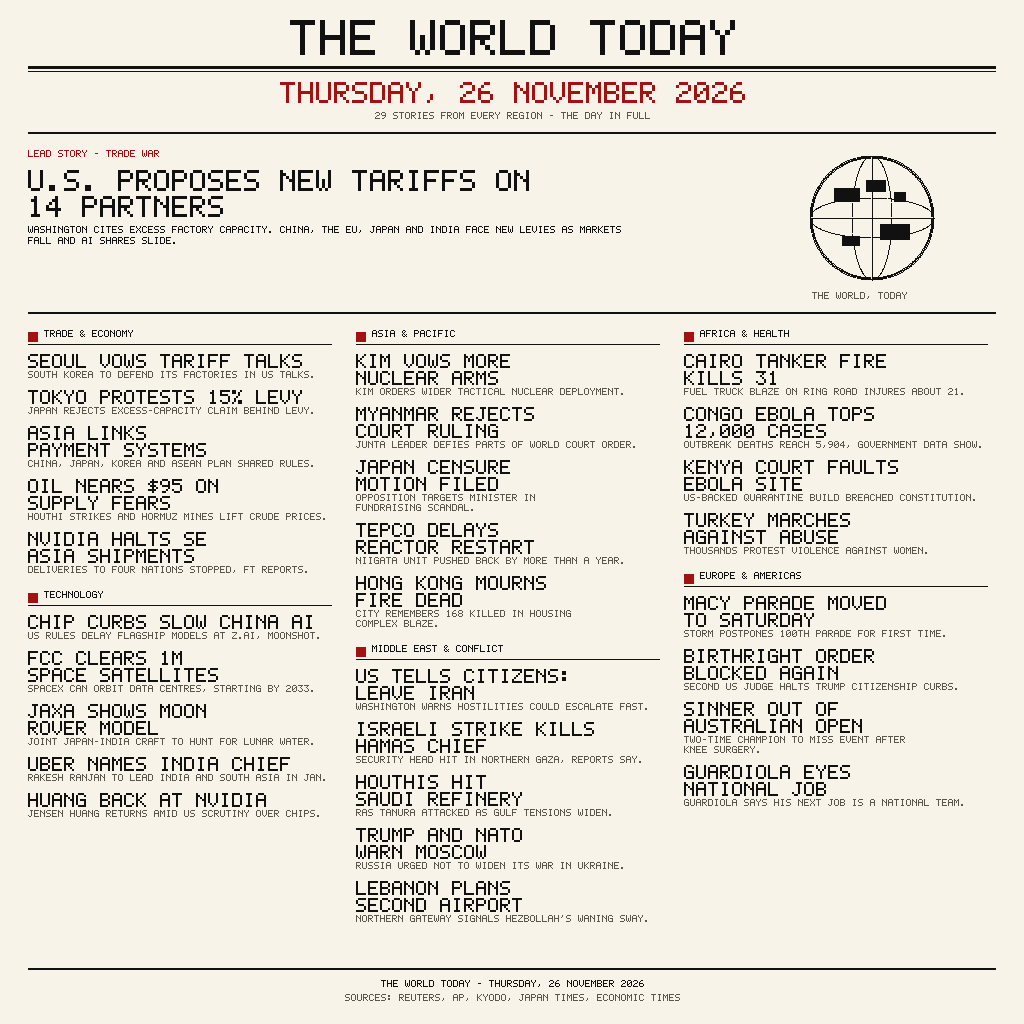 THE WORLD TODAY
THURSDAY, 26 NOVEMBER 2026
29 STORIES FROM EVERY REGION - THE DAY IN FULL
LEAD STORY - TRADE WAR
U.S. PROPOSES NEW TARIFFS ON
14 PARTNERS
WASHINGTON CITES EXCESS FACTORY CAPACITY. CHINA, THE EU, JAPAN AND INDIA FACE NEW LEVIES AS MARKETS
FALL AND AI SHARES SLIDE.
THE WORLD, TODAY
TRADE & ECONOMY
SEOUL VOWS TARIFF TALKS
SOUTH KOREA TO DEFEND ITS FACTORIES IN US TALKS.
TOKYO PROTESTS 15% LEVY
JAPAN REJECTS EXCESS-CAPACITY CLAIM BEHIND LEVY.
ASIA LINKS
PAYMENT SYSTEMS
CHINA, JAPAN, KOREA AND ASEAN PLAN SHARED RULES.
OIL NEARS $95 ON
SUPPLY FEARS
HOUTHI STRIKES AND HORMUZ MINES LIFT CRUDE PRICES.
NVIDIA HALTS SE
ASIA SHIPMENTS
DELIVERIES TO FOUR NATIONS STOPPED, FT REPORTS.
TECHNOLOGY
CHIP CURBS SLOW CHINA AI
US RULES DELAY FLAGSHIP MODELS AT Z.AI, MOONSHOT.
FCC CLEARS 1M
SPACE SATELLITES
SPACEX CAN ORBIT DATA CENTRES, STARTING BY 2033.
JAXA SHOWS MOON
ROVER MODEL
JOINT JAPAN-INDIA CRAFT TO HUNT FOR LUNAR WATER.
UBER NAMES INDIA CHIEF
RAKESH RANJAN TO LEAD INDIA AND SOUTH ASIA IN JAN.
HUANG BACK AT NVIDIA
JENSEN HUANG RETURNS AMID US SCRUTINY OVER CHIPS.
ASIA & PACIFIC
KIM VOWS MORE
NUCLEAR ARMS
KIM ORDERS WIDER TACTICAL NUCLEAR DEPLOYMENT.
MYANMAR REJECTS
COURT RULING
JUNTA LEADER DEFIES PARTS OF WORLD COURT ORDER.
JAPAN CENSURE
MOTION FILED
OPPOSITION TARGETS MINISTER IN
FUNDRAISING SCANDAL.
TEPCO DELAYS
REACTOR RESTART
NIIGATA UNIT PUSHED BACK BY MORE THAN A YEAR.
HONG KONG MOURNS
FIRE DEAD
CITY REMEMBERS 168 KILLED IN HOUSING
COMPLEX BLAZE.
MIDDLE EAST & CONFLICT
US TELLS CITIZENS:
LEAVE IRAN
WASHINGTON WARNS HOSTILITIES COULD ESCALATE FAST.
ISRAELI STRIKE KILLS
HAMAS CHIEF
SECURITY HEAD HIT IN NORTHERN GAZA, REPORTS SAY.
HOUTHIS HIT
SAUDI REFINERY
RAS TANURA ATTACKED AS GULF TENSIONS WIDEN.
TRUMP AND NATO
WARN MOSCOW
RUSSIA URGED NOT TO WIDEN ITS WAR IN UKRAINE.
LEBANON PLANS
SECOND AIRPORT
NORTHERN GATEWAY SIGNALS HEZBOLLAH'S WANING SWAY.
AFRICA & HEALTH
CAIRO TANKER FIRE
KILLS 31
FUEL TRUCK BLAZE ON RING ROAD INJURES ABOUT 21.
CONGO EBOLA TOPS
12,000 CASES
OUTBREAK DEATHS REACH 5,904, GOVERNMENT DATA SHOW.
KENYA COURT FAULTS
EBOLA SITE
US-BACKED QUARANTINE BUILD BREACHED CONSTITUTION.
TURKEY MARCHES
AGAINST ABUSE
THOUSANDS PROTEST VIOLENCE AGAINST WOMEN.
EUROPE & AMERICAS
MACY PARADE MOVED
TO SATURDAY
STORM POSTPONES 100TH PARADE FOR FIRST TIME.
BIRTHRIGHT ORDER
BLOCKED AGAIN
SECOND US JUDGE HALTS TRUMP CITIZENSHIP CURBS.
SINNER OUT OF
AUSTRALIAN OPEN
TWO-TIME CHAMPION TO MISS EVENT AFTER
KNEE SURGERY.
GUARDIOLA EYES
NATIONAL JOB
GUARDIOLA SAYS HIS NEXT JOB IS A NATIONAL TEAM.
THE WORLD TODAY - THURSDAY, 26 NOVEMBER 2026
SOURCES: REUTERS, AP, KYODO, JAPAN TIMES, ECONOMIC TIMES